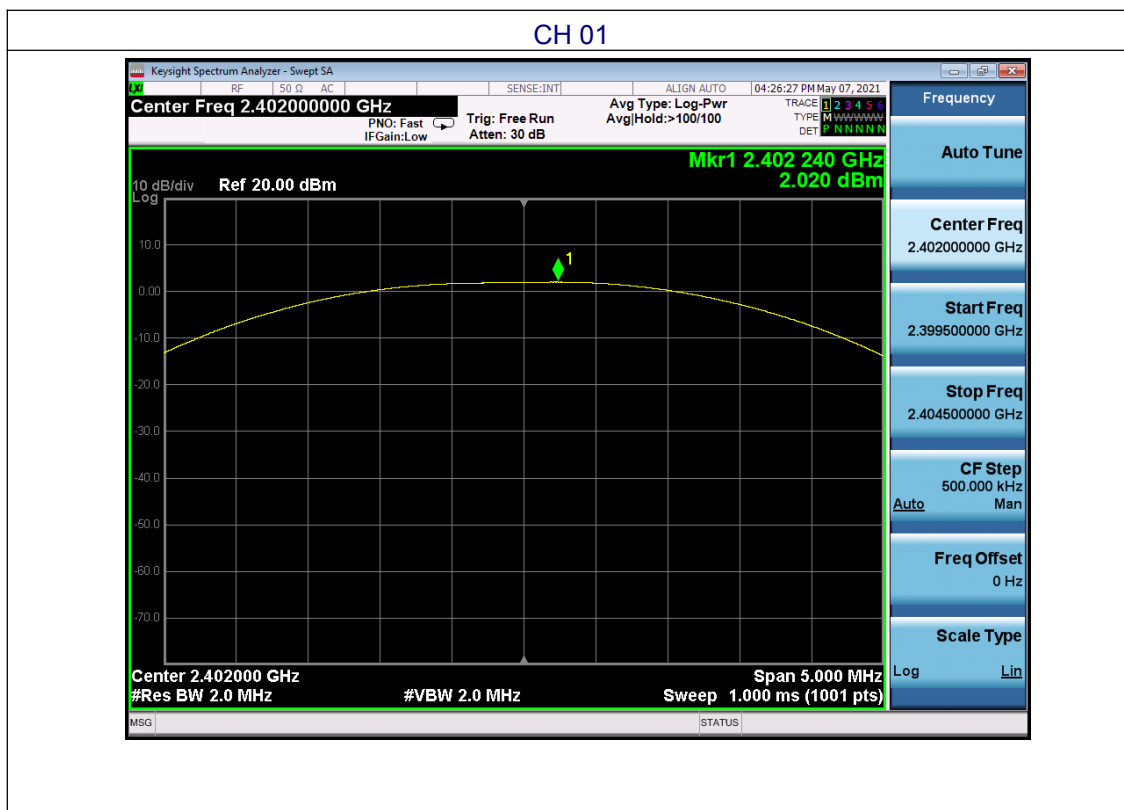 CH 01
Keysight Spectrum Analyzer - Swept SA
LXI RF 50 Ω AC SENSE:INT ALIGN AUTO 04:26:27 PM May 07, 2021
Center Freq 2.402000000 GHz
PNO: Fast
IFGain:Low
Trig: Free Run
Atten: 30 dB
Avg Type: Log-Pwr
Avg|Hold:>100/100
TRACE 1 2 3 4 5 6
TYPE M WWWWW
DET P N N N N N
Mkr1 2.402 240 GHz
2.020 dBm
10 dB/div Ref 20.00 dBm
Log
1
10.0
0.00
-10.0
-20.0
-30.0
-40.0
-50.0
-60.0
-70.0
Center 2.402000 GHz Span 5.000 MHz
#Res BW 2.0 MHz #VBW 2.0 MHz Sweep 1.000 ms (1001 pts)
MSG STATUS
Frequency
Auto Tune
Center Freq
2.402000000 GHz
Start Freq
2.399500000 GHz
Stop Freq
2.404500000 GHz
CF Step
500.000 kHz
Auto Man
Freq Offset
0 Hz
Scale Type
Log Lin